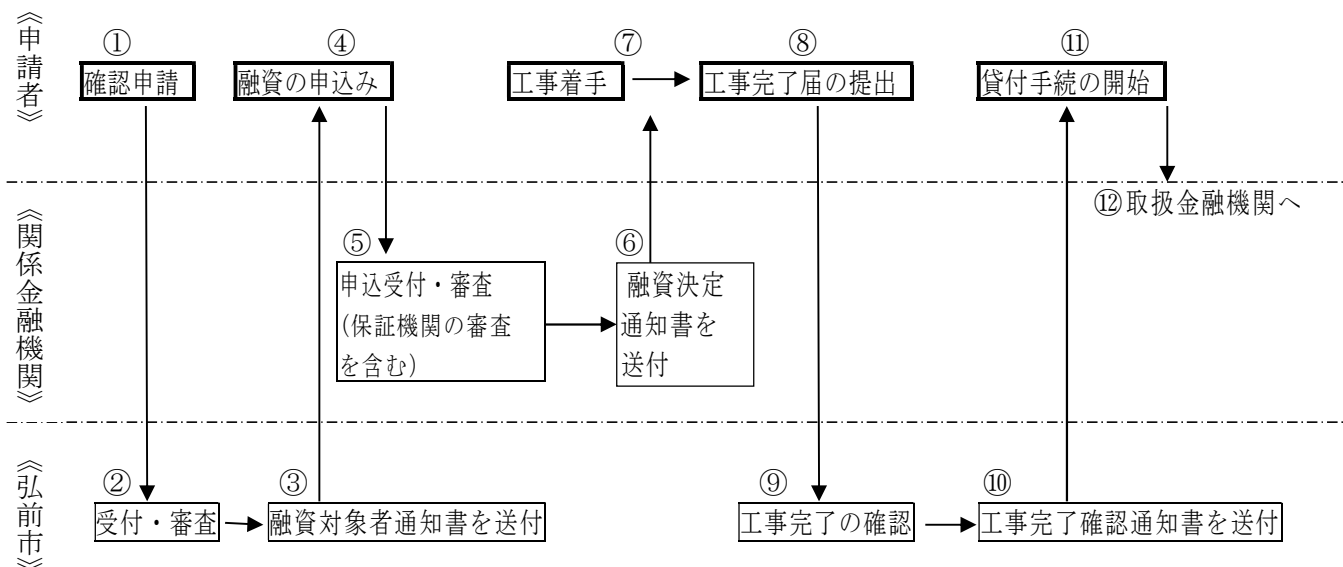 《申請者》
①
確認申請
④
融資の申込み
⑦
工事着手
⑧
工事完了届の提出
⑪
貸付手続の開始
⑫取扱金融機関へ
《関係金融機関》
⑤
申込受付・審査
(保証機関の審査
を含む)
⑥
融資決定
通知書を
送付
《弘前市》
②
受付・審査
③
融資対象者通知書を送付
⑨
工事完了の確認
⑩
工事完了確認通知書を送付